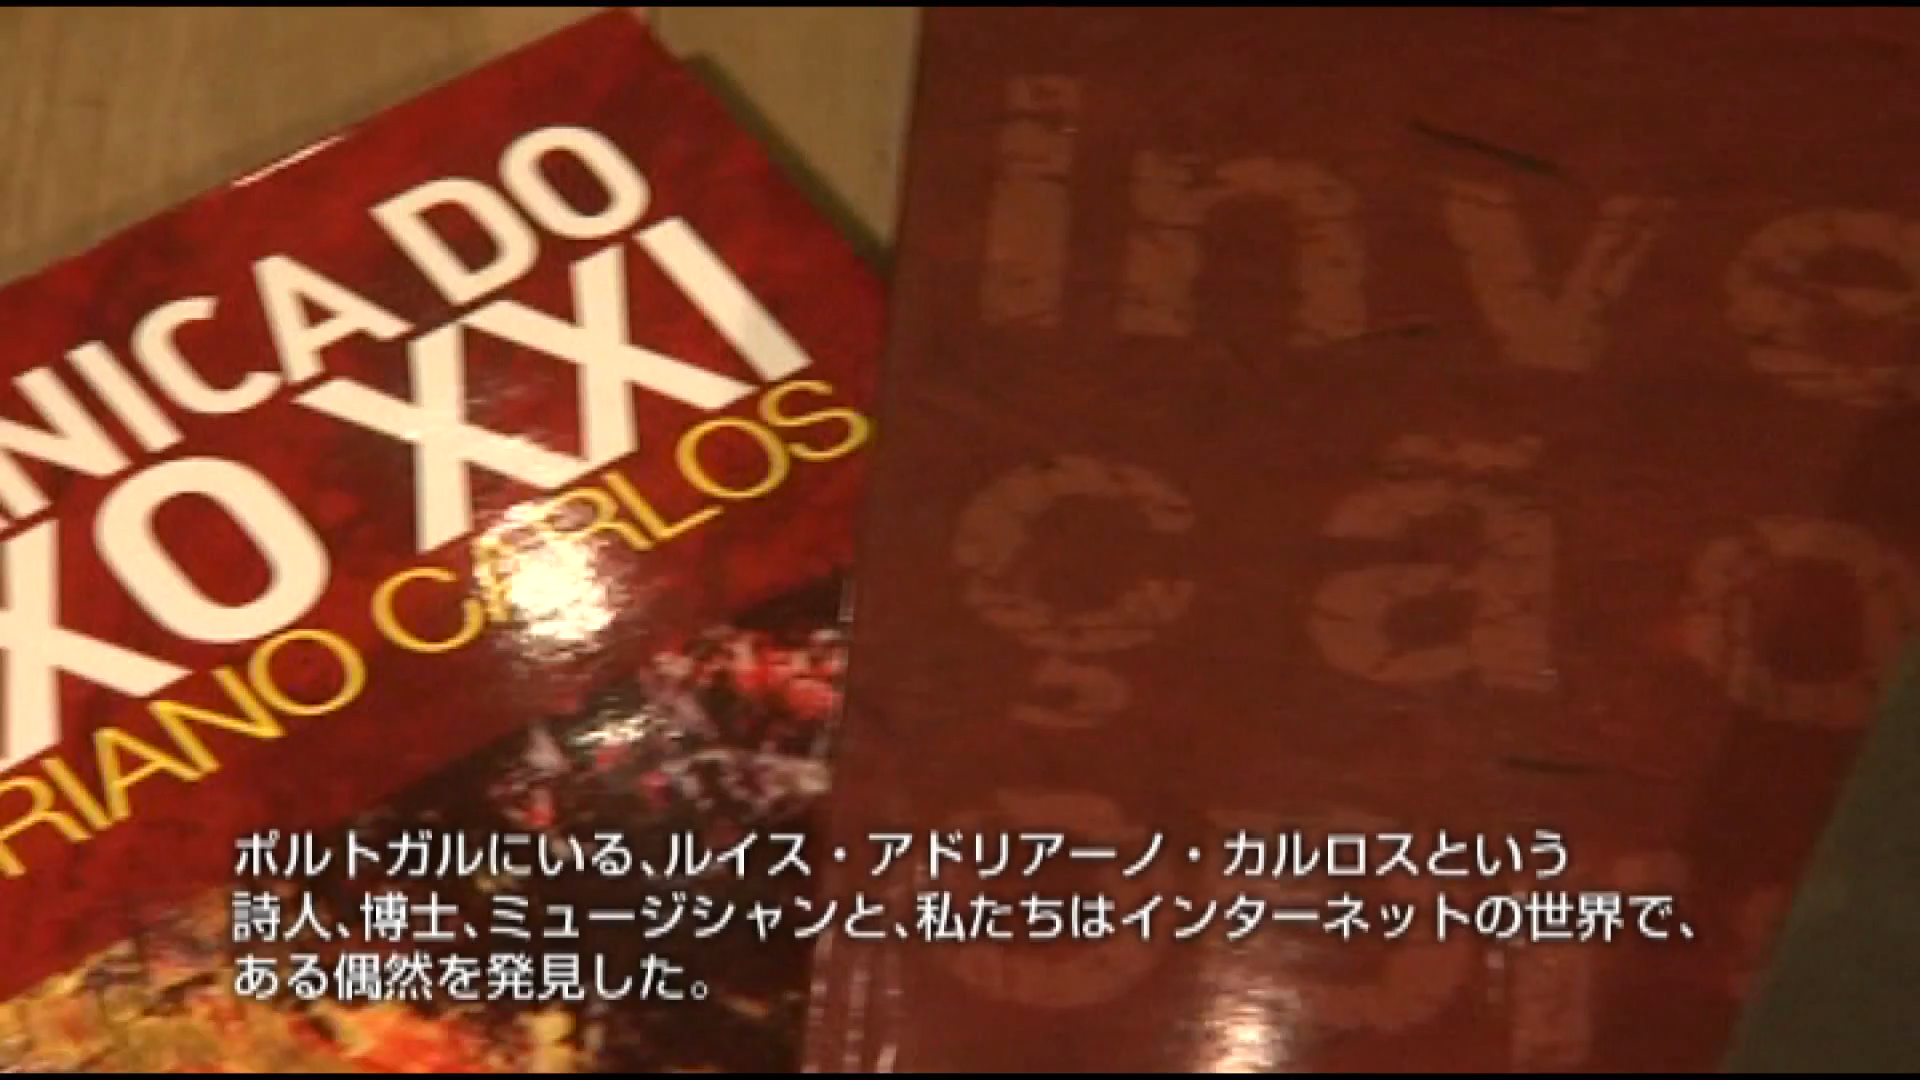 NICA DO
XO XXI
RIANO CARLOS
inve
ção
ポルトガルにいる、ルイス・アドリアーノ・カルロスという
詩人、博士、ミュージシャンと、私たちはインターネットの世界で、
ある偶然を発見した。